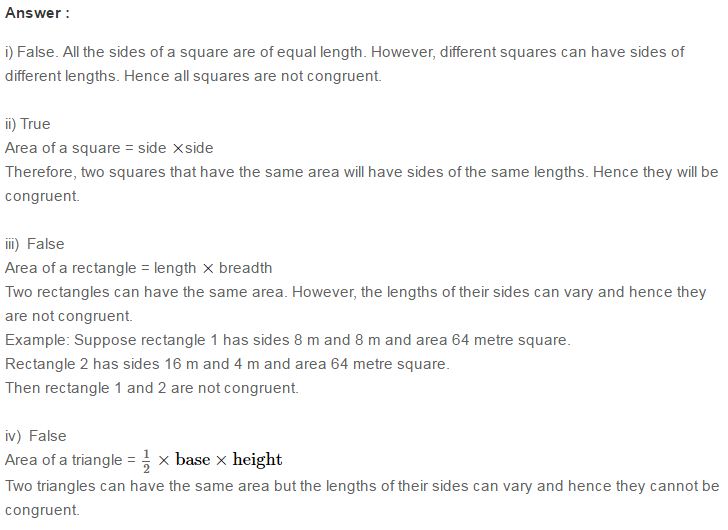 Answer :
i) False. All the sides of a square are of equal length. However, different squares can have sides of
different lengths. Hence all squares are not congruent.
ii) True
Area of a square = side ×side
Therefore, two squares that have the same area will have sides of the same lengths. Hence they will be
congruent.
iii) False
Area of a rectangle = length × breadth
Two rectangles can have the same area. However, the lengths of their sides can vary and hence they
are not congruent.
Example: Suppose rectangle 1 has sides 8 m and 8 m and area 64 metre square.
Rectangle 2 has sides 16 m and 4 m and area 64 metre square.
Then rectangle 1 and 2 are not congruent.
iv) False
Area of a triangle = 1/2 × base × height
Two triangles can have the same area but the lengths of their sides can vary and hence they cannot be
congruent.